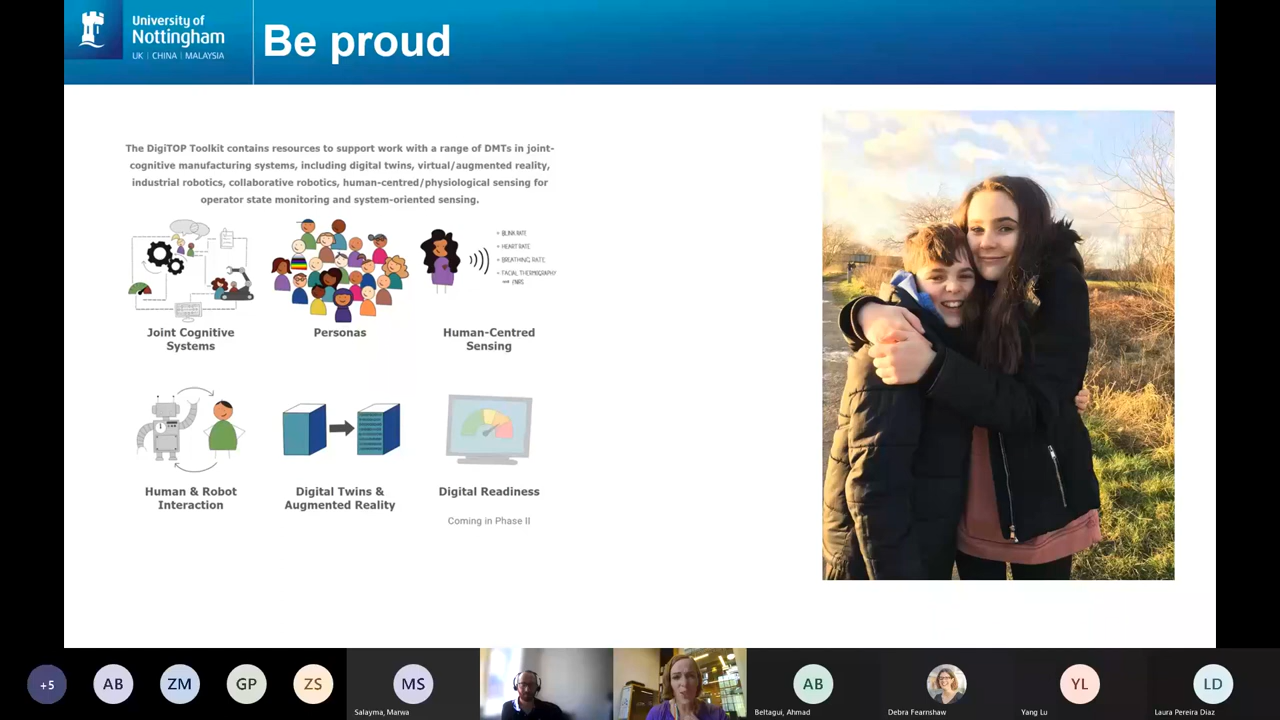 University of
Nottingham
UK | CHINA | MALAYSIA
Be proud
The DigiTOP Toolkit contains resources to support work with a range of DMTs in joint-
cognitive manufacturing systems, including digital twins, virtual/augmented reality,
industrial robotics, collaborative robotics, human-centred/physiological sensing for
operator state monitoring and system-oriented sensing.
+ BLINK RATE
+ HEART RATE
+ BREATHING RATE
+ FACIAL THERMOGRAPHY
Joint Cognitive
Systems
Personas
Human-Centred
Sensing
Human & Robot
Interaction
Digital Twins &
Augmented Reality
Digital Readiness
Coming in Phase II
+5
AB
ZM
GP
ZS
MS
Salayma, Marwa
AB
Beltagui, Ahmad
Debra Fearnshaw
YL
Yang Lu
LD
Laura Pereira Diaz